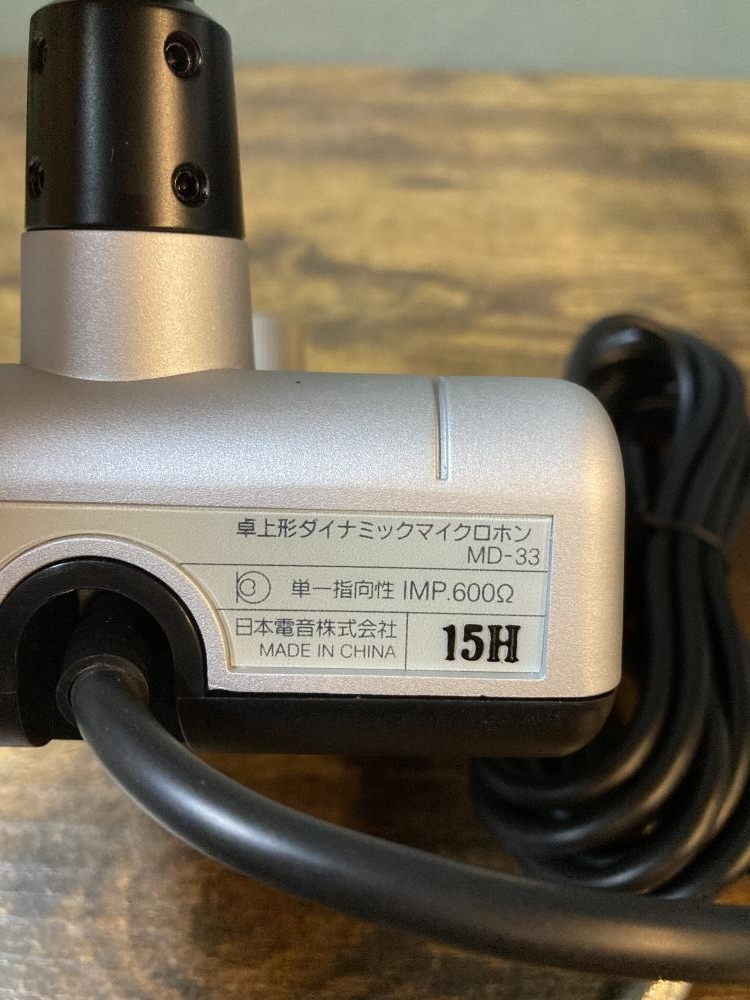 卓上形ダイナミックマイクロホン
MD-33
単一指向性 IMP.600Ω
日本電音株式会社
MADE IN CHINA
15H